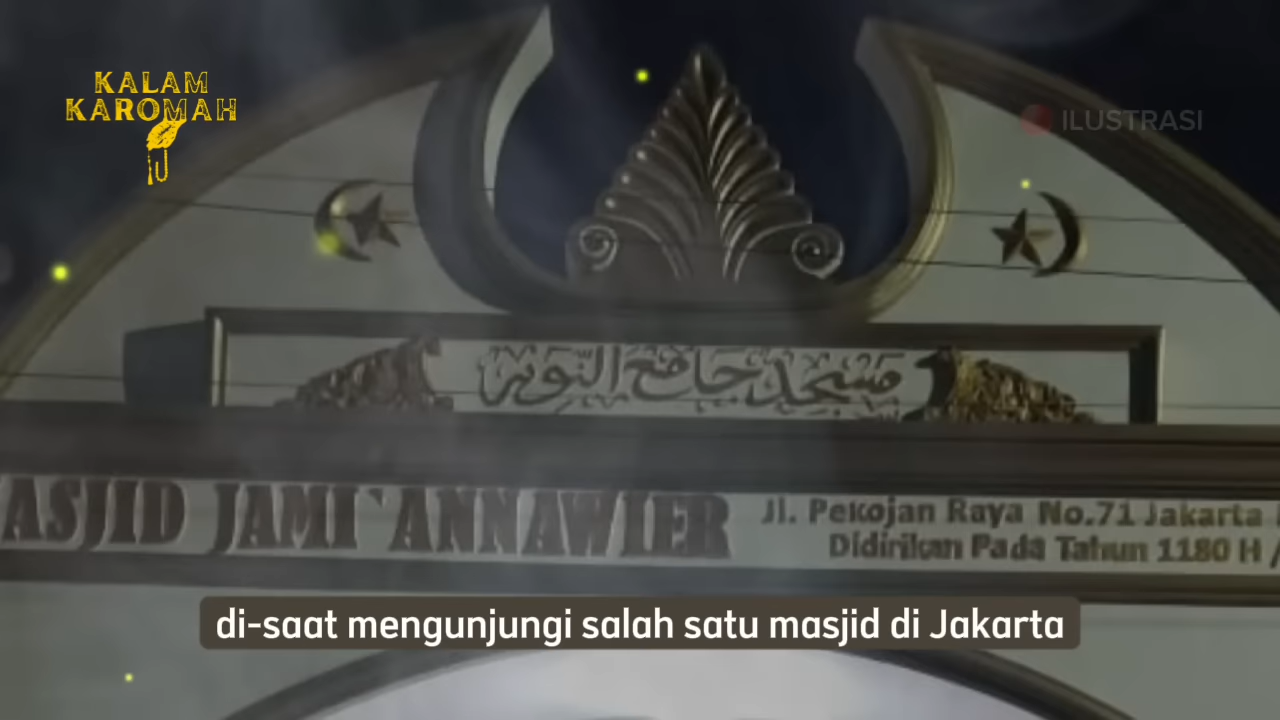 KALAM
KAROMAH
ILUSTRASI
مسجد جامع النوير
ASJID JAMI`ANNAWIER
Jl. Pekojan Raya No.71 Jakarta
Didirikan Pada Tahun 1180 H /
di-saat mengunjungi salah satu masjid di Jakarta